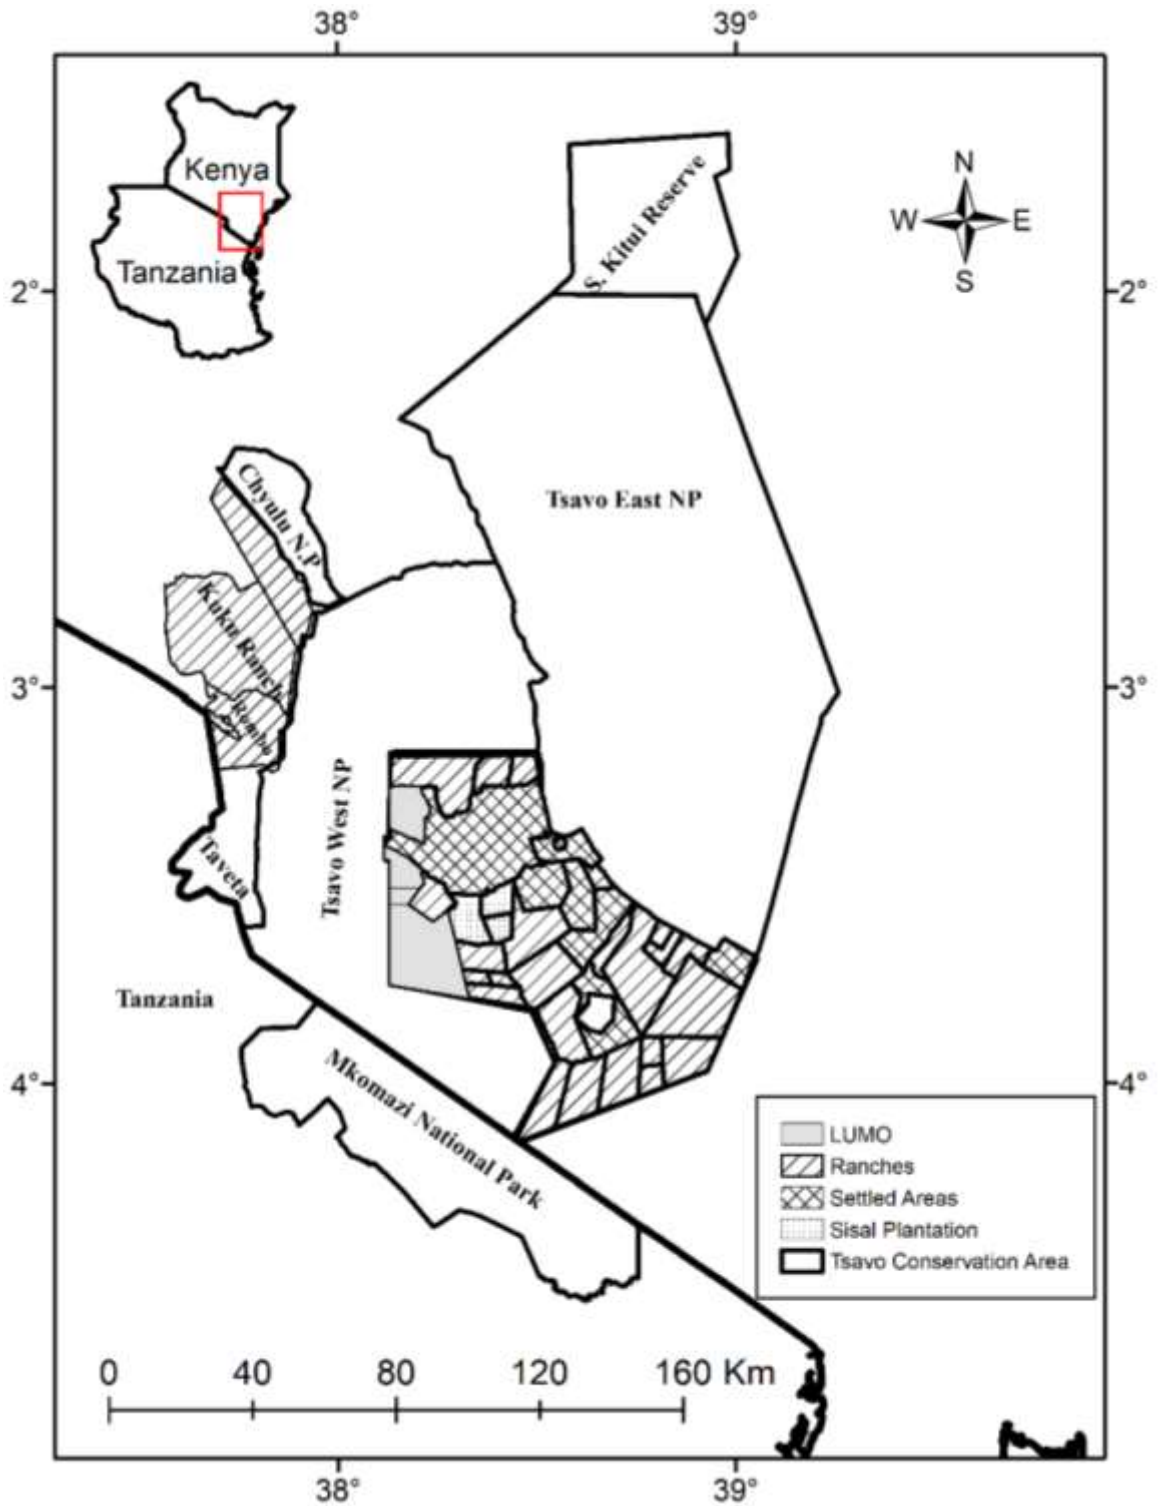 38°
39°
Kenya
Tanzania
N
W
E
S
S. Kitui Reserve
2°
2°
Tsavo East NP
Chyulu N.P
Kuku Ranch
Rombo
3°
3°
Tsavo West NP
Taveta
Tanzania
Mkomazi National Park
4°
4°
LUMO
Ranches
Settled Areas
Sisal Plantation
Tsavo Conservation Area
0 40 80 120 160 Km
38°
39°